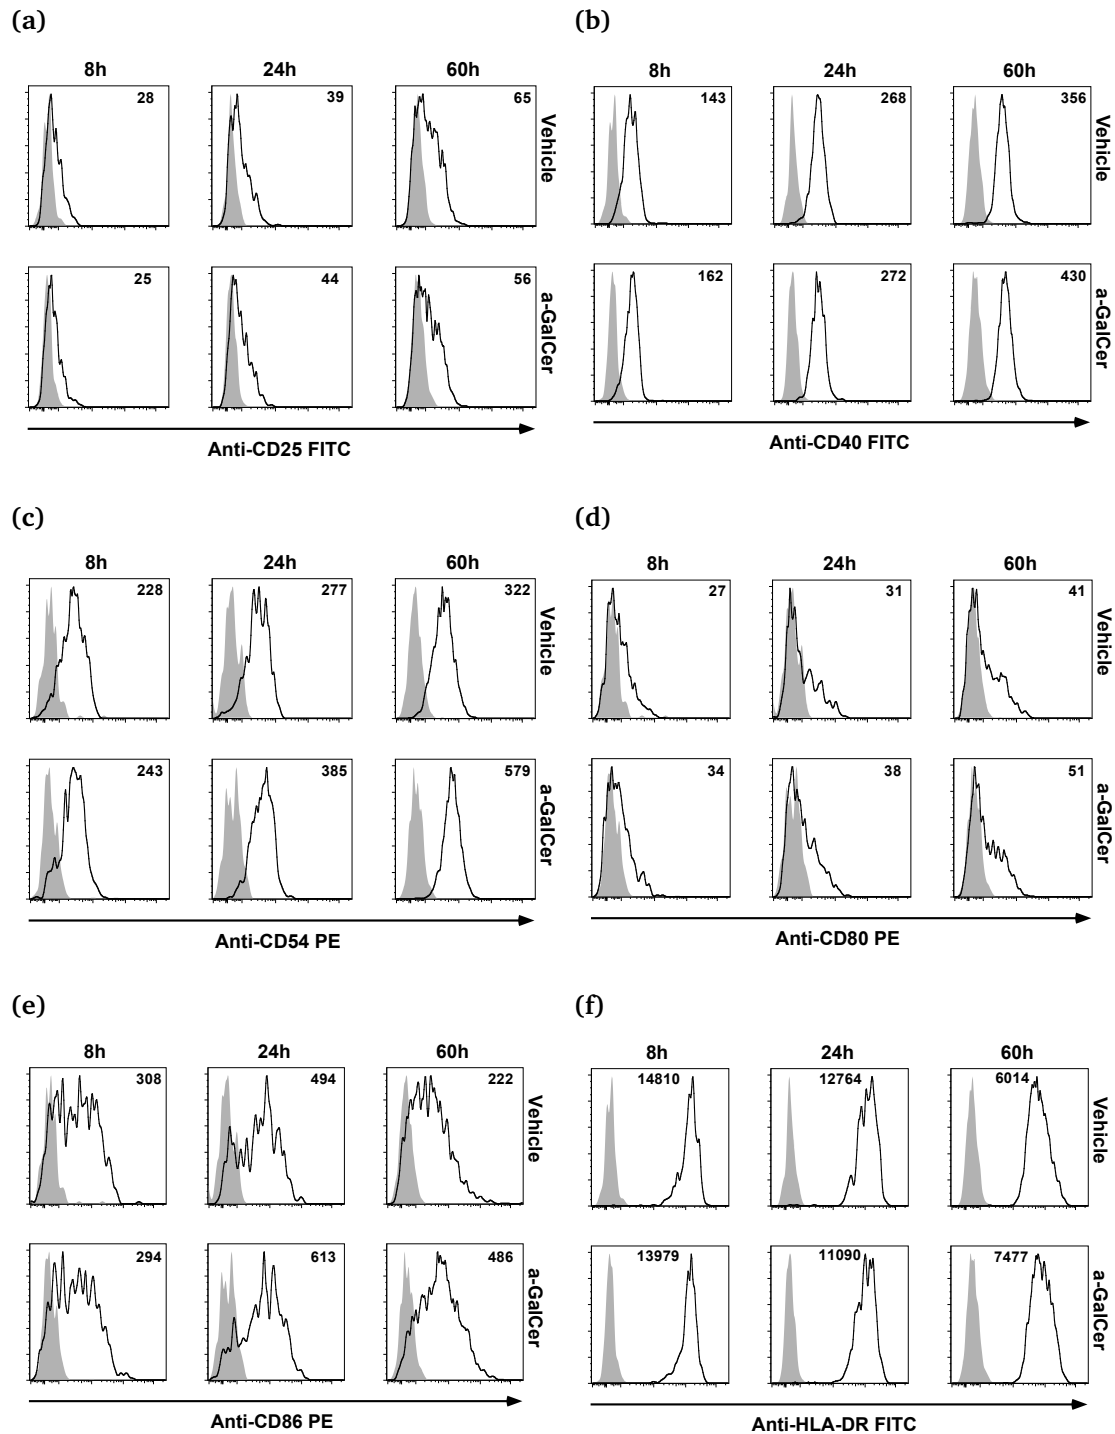 (a)
8h 24h 60h
28 39 65 Vehicle
25 44 56 a-GalCer
Anti-CD25 FITC
(b)
8h 24h 60h
143 268 356 Vehicle
162 272 430 a-GalCer
Anti-CD40 FITC
(c)
8h 24h 60h
228 277 322 Vehicle
243 385 579 a-GalCer
Anti-CD54 PE
(d)
8h 24h 60h
27 31 41 Vehicle
34 38 51 a-GalCer
Anti-CD80 PE
(e)
8h 24h 60h
308 494 222 Vehicle
294 613 486 a-GalCer
Anti-CD86 PE
(f)
8h 24h 60h
14810 12764 6014 Vehicle
13979 11090 7477 a-GalCer
Anti-HLA-DR FITC